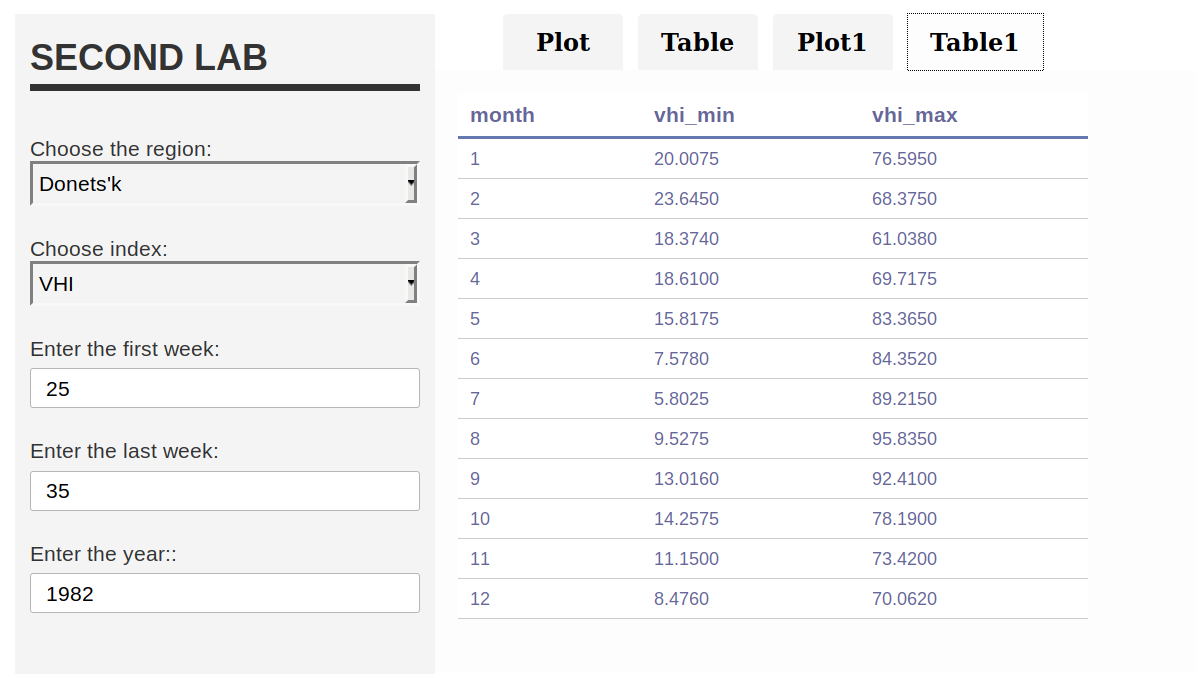 SECOND LAB
Choose the region:
Donets'k
Choose index:
VHI
Enter the first week:
25
Enter the last week:
35
Enter the year::
1982
Plot Table Plot1 Table1
month vhi_min vhi_max
1 20.0075 76.5950
2 23.6450 68.3750
3 18.3740 61.0380
4 18.6100 69.7175
5 15.8175 83.3650
6 7.5780 84.3520
7 5.8025 89.2150
8 9.5275 95.8350
9 13.0160 92.4100
10 14.2575 78.1900
11 11.1500 73.4200
12 8.4760 70.0620